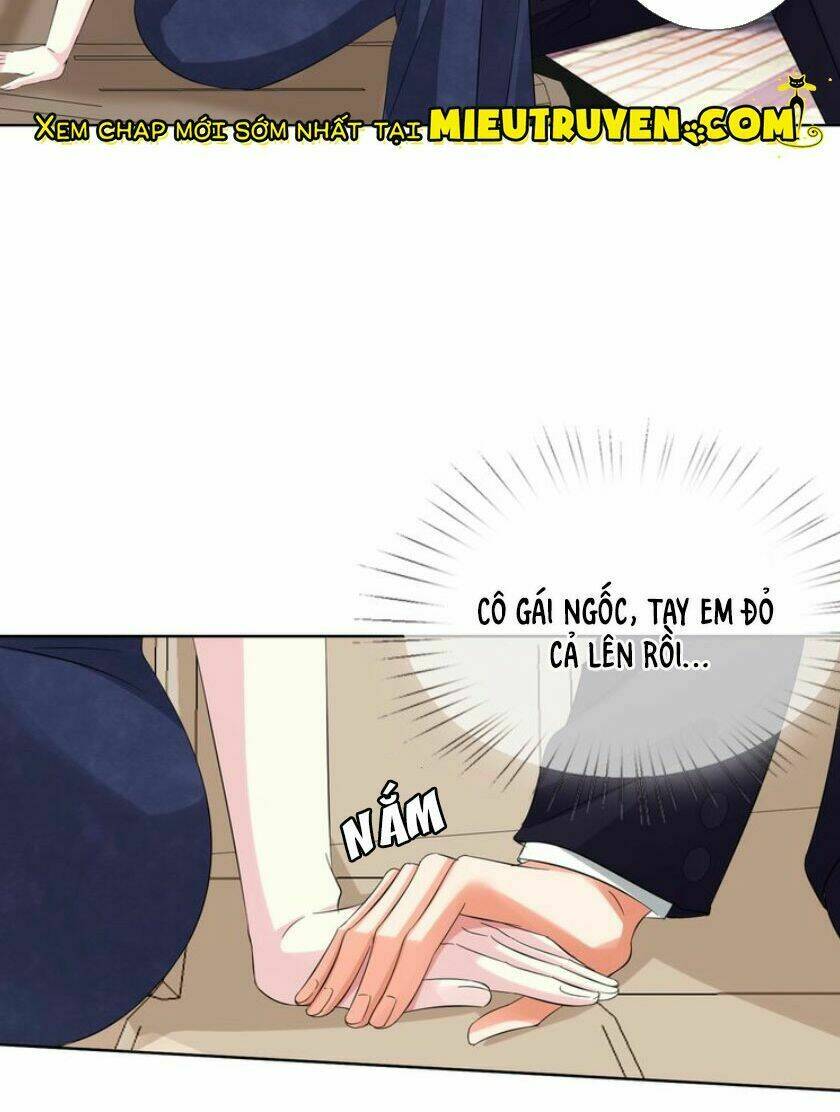 XEM CHAP MỚI SỚM NHẤT TẠI MIEUTRUYEN.COM
CÔ GÁI NGỐC, TAY EM ĐỎ
CẢ LÊN RỒI...
NẮM